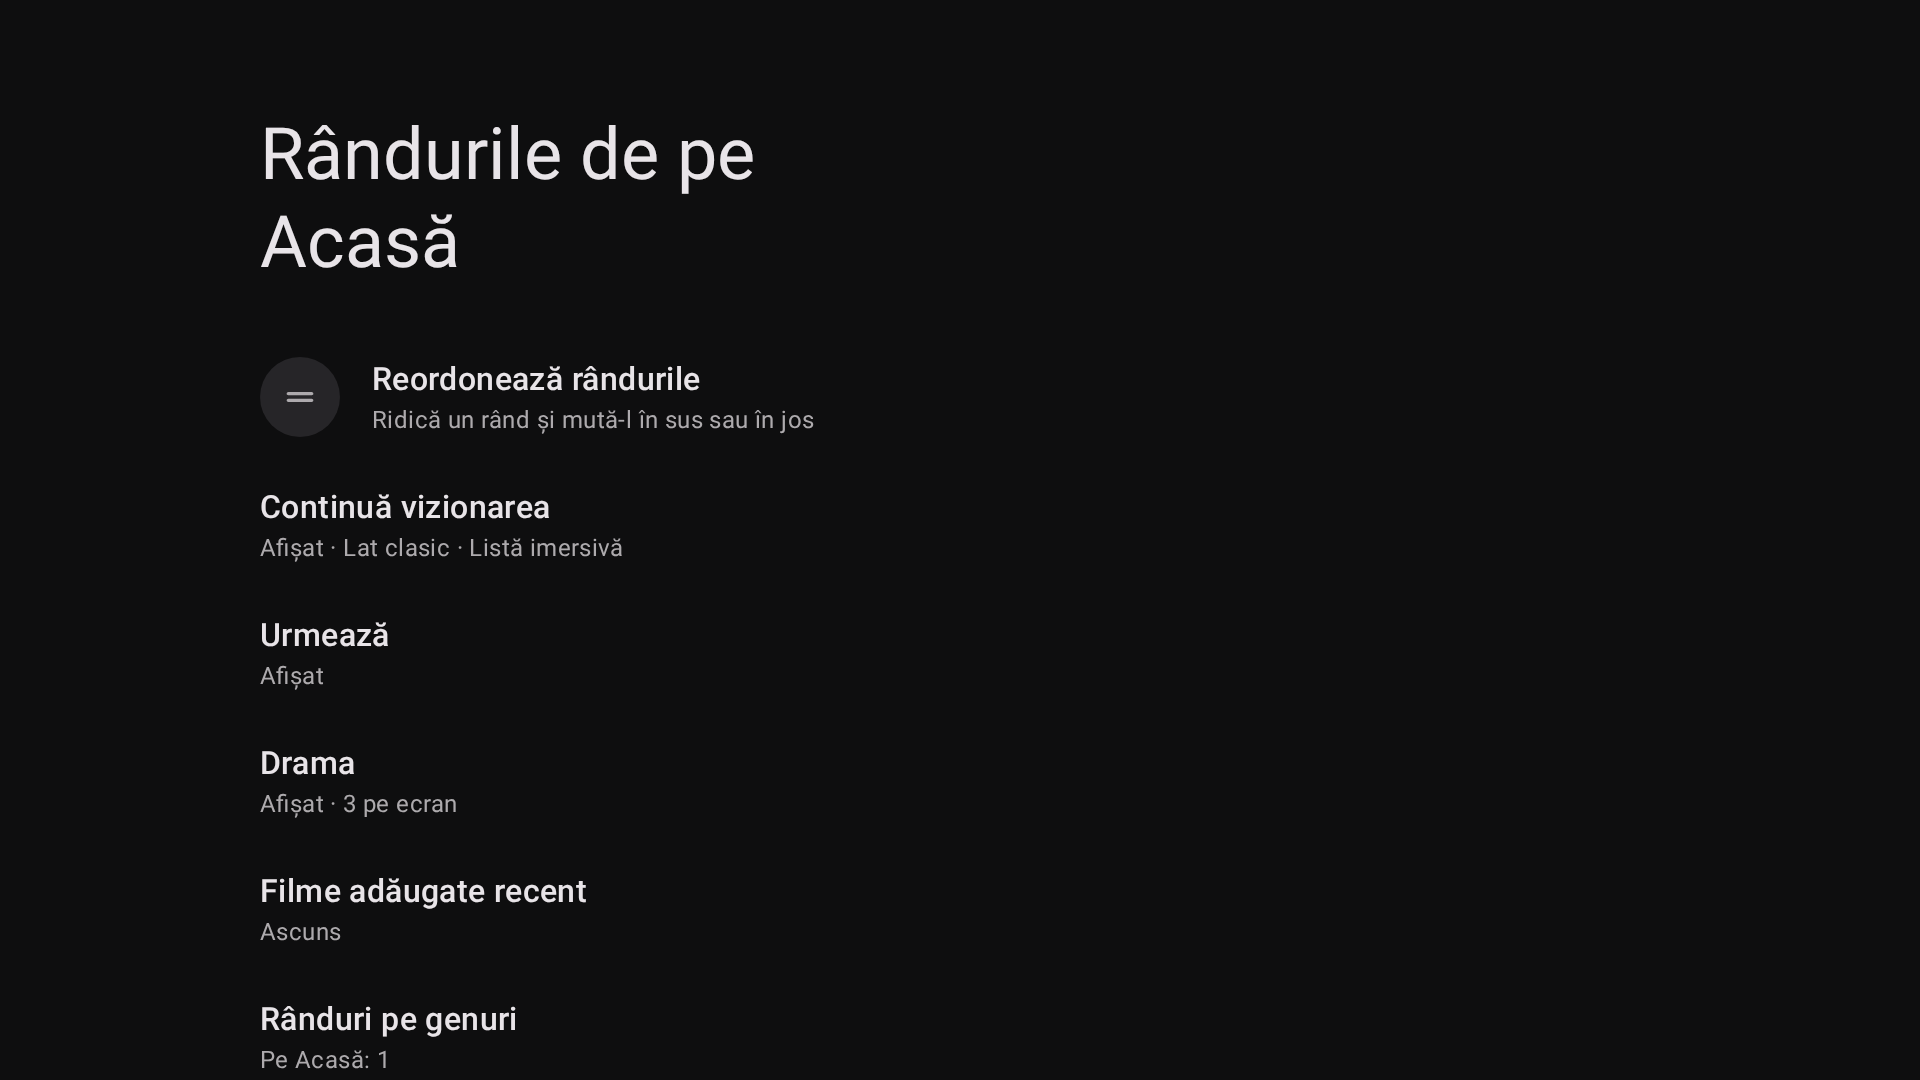 Rândurile de pe
Acasă
Reordonează rândurile
Ridică un rând și mută-l în sus sau în jos
Continuă vizionarea
Afișat · Lat clasic · Listă imersivă
Urmează
Afișat
Drama
Afișat · 3 pe ecran
Filme adăugate recent
Ascuns
Rânduri pe genuri
Pe Acasă: 1